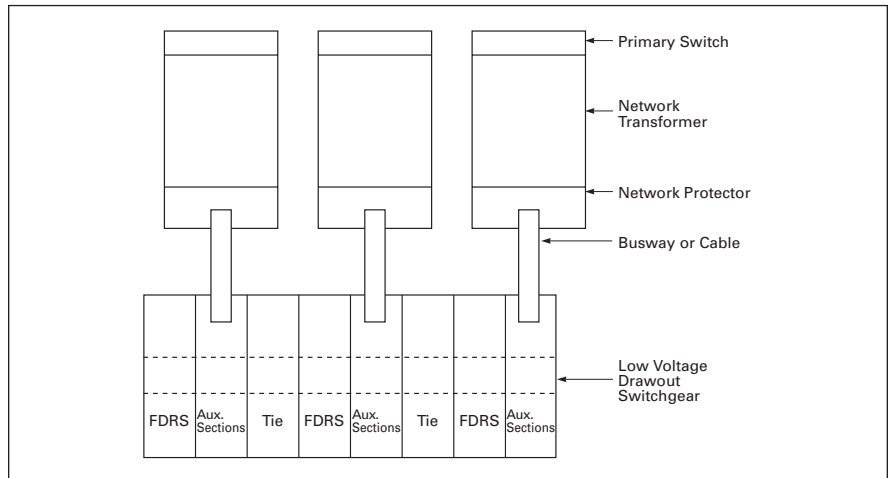 Primary Switch
Network
Transformer
Network Protector
Busway or Cable
Low Voltage
Drawout
Switchgear
FDRS
Aux.
Sections
Tie
FDRS
Aux.
Sections
Tie
FDRS
Aux.
Sections